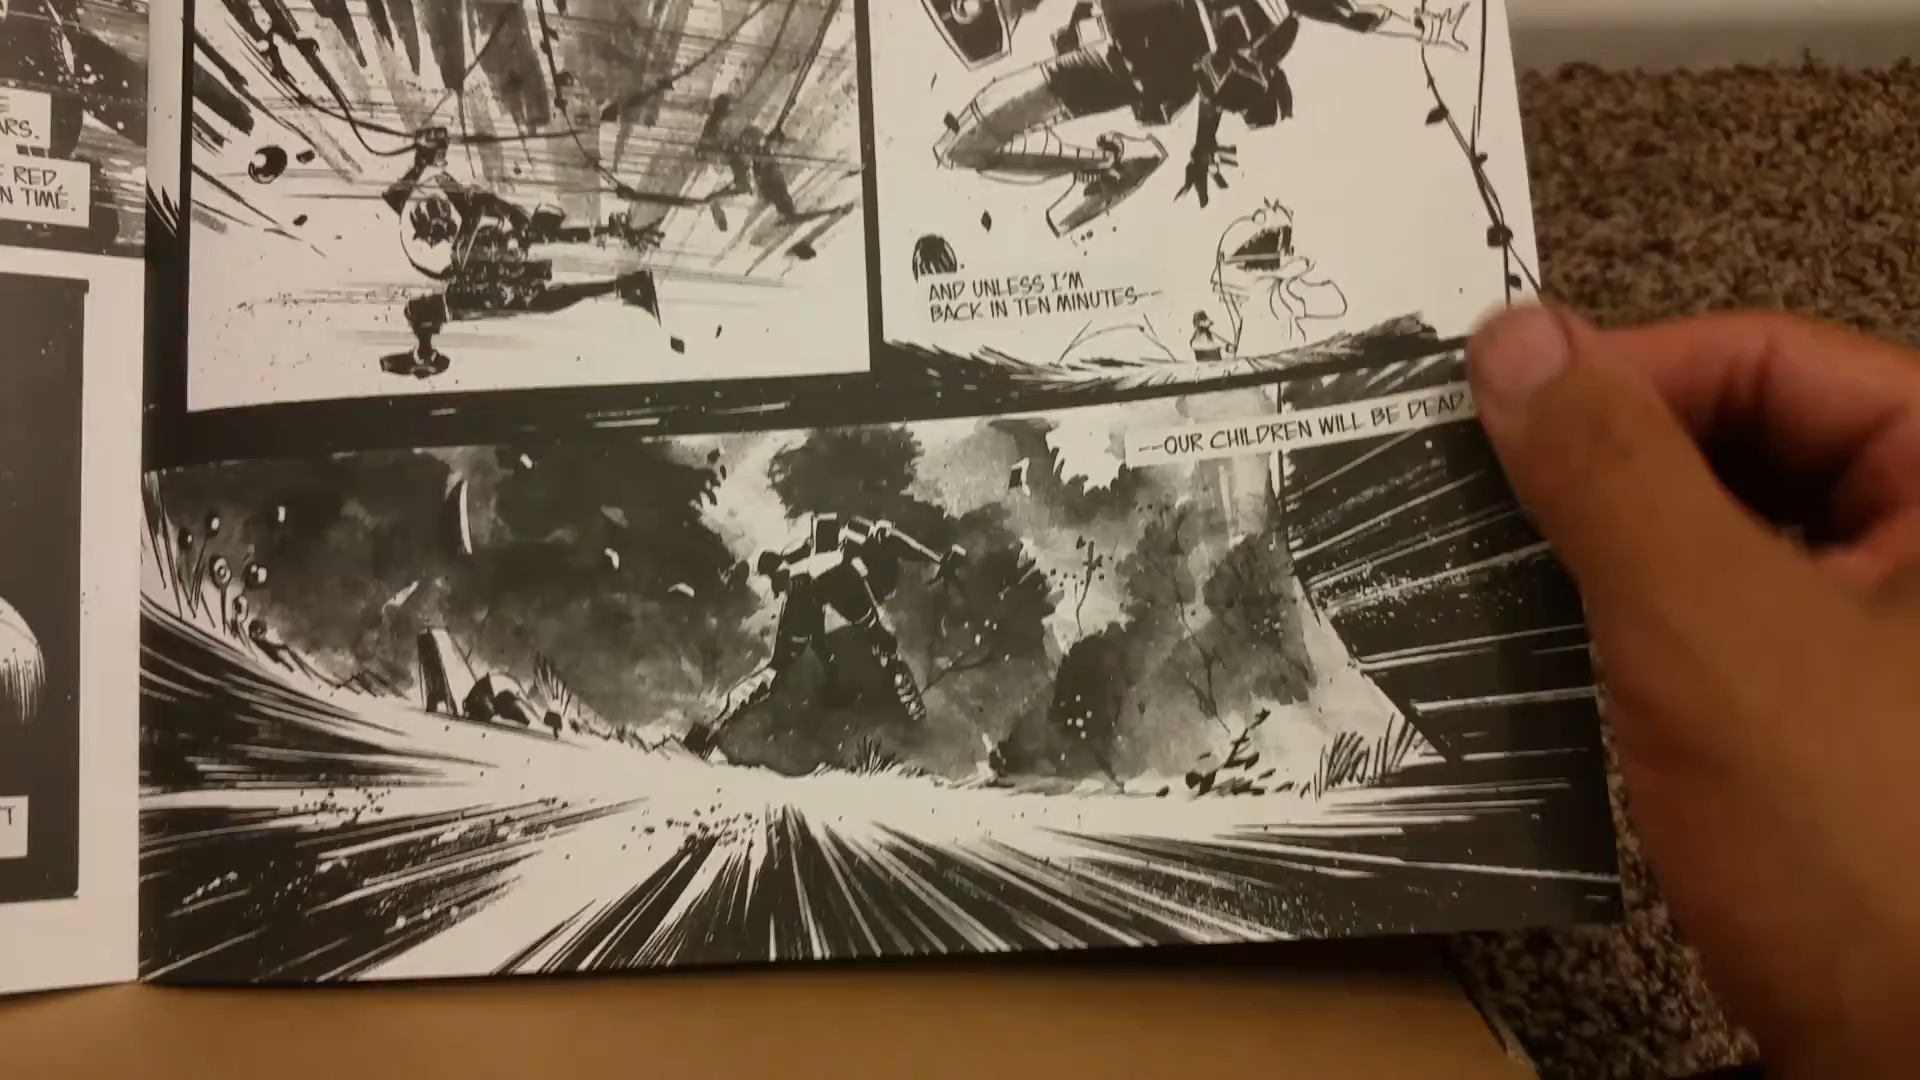 ARS.
F RED,
N TIME.
T
AND UNLESS I'M
BACK IN TEN MINUTES--
--OUR CHILDREN WILL BE DEAD.